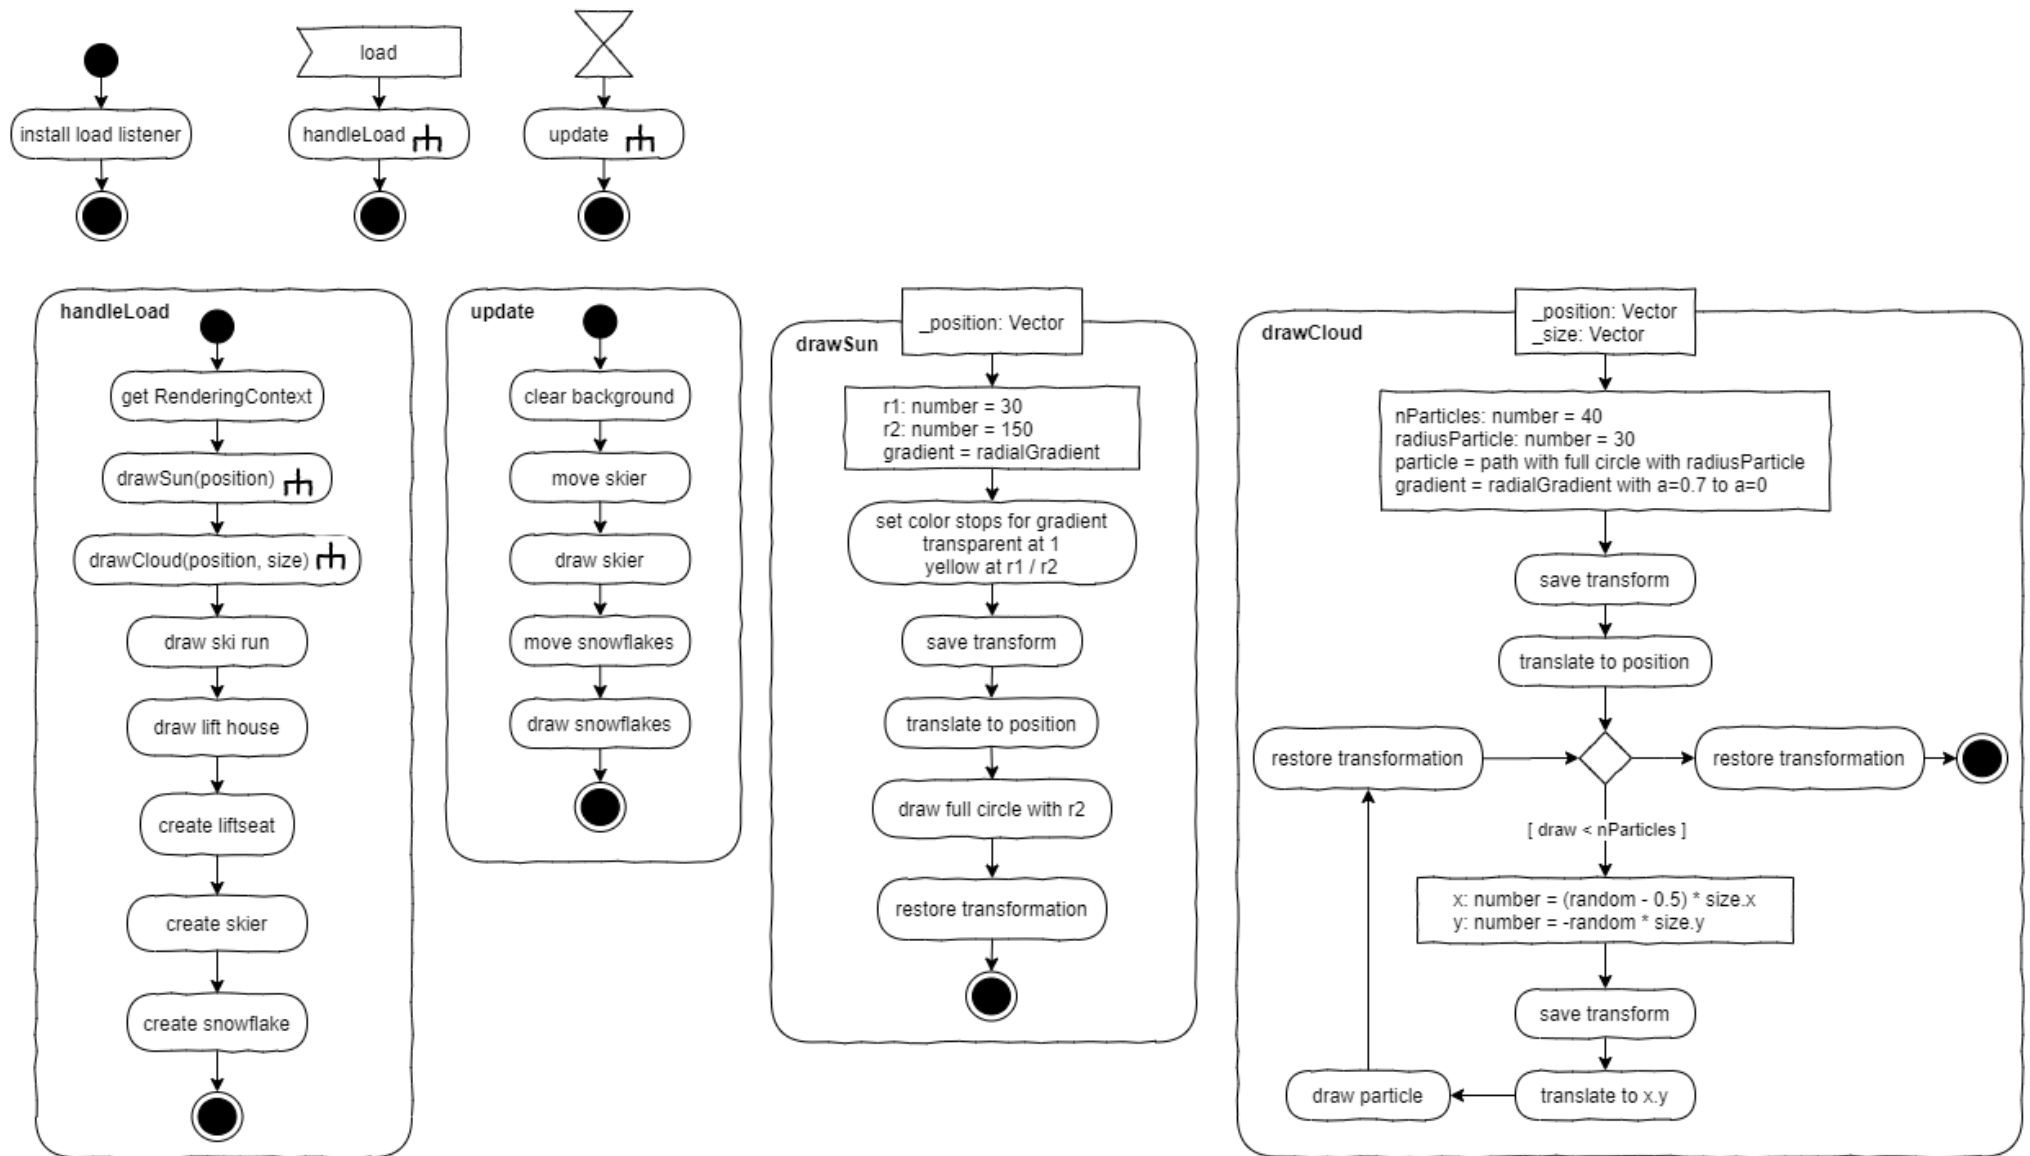 load
install load listener
handleLoad
update
handleLoad
get RenderingContext
drawSun(position)
drawCloud(position, size)
draw ski run
draw lift house
create liftseat
create skier
create snowflake
update
clear background
move skier
draw skier
move snowflakes
draw snowflakes
_position: Vector
drawSun
r1: number = 30
r2: number = 150
gradient = radialGradient
set color stops for gradient
transparent at 1
yellow at r1 / r2
save transform
translate to position
draw full circle with r2
restore transformation
_position: Vector
_size: Vector
drawCloud
nParticles: number = 40
radiusParticle: number = 30
particle = path with full circle with radiusParticle
gradient = radialGradient with a=0.7 to a=0
save transform
translate to position
restore transformation
restore transformation
[ draw < nParticles ]
x: number = (random - 0.5) * size.x
y: number = -random * size.y
save transform
draw particle
translate to x.y